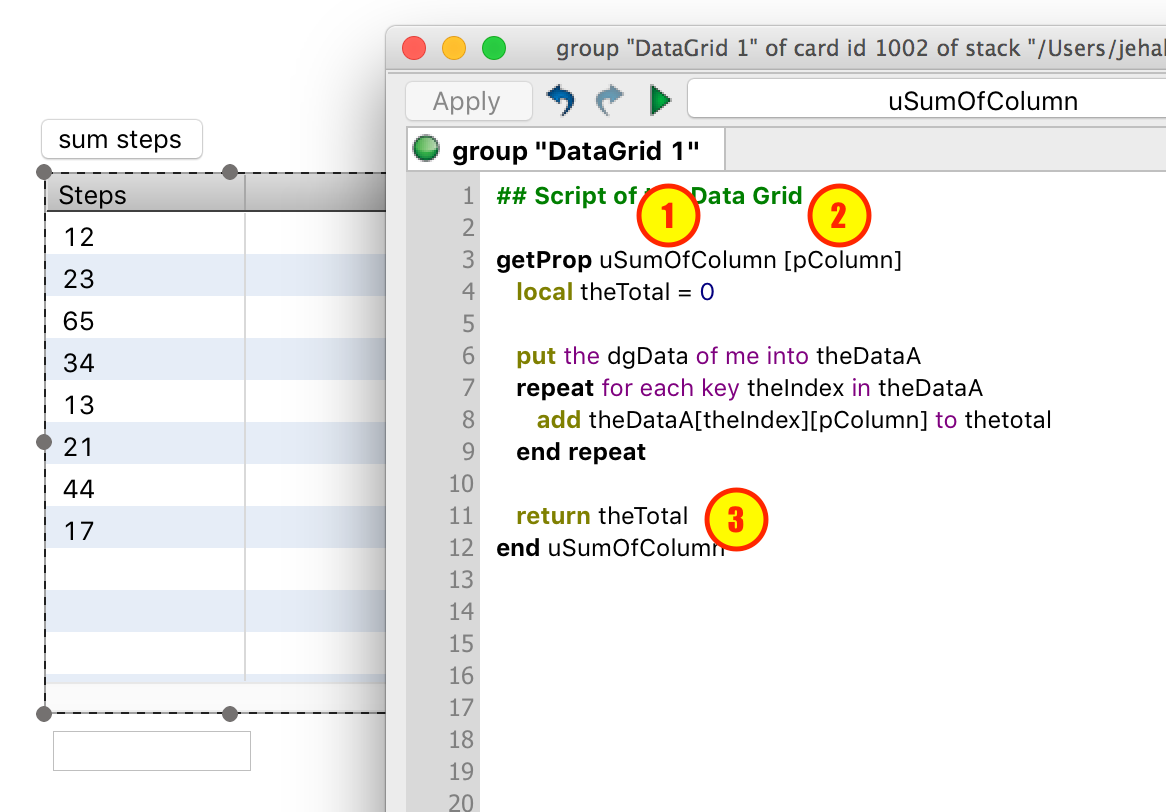 group "DataGrid 1" of card id 1002 of stack "/Users/jehal
Apply
uSumOfColumn
group "DataGrid 1"
sum steps
Steps
12
23
65
34
13
21
44
17
1 ## Script of Data Grid
2
3 getProp uSumOfColumn [pColumn]
4 local theTotal = 0
5
6 put the dgData of me into theDataA
7 repeat for each key theIndex in theDataA
8 add theDataA[theIndex][pColumn] to thetotal
9 end repeat
10
11 return theTotal
12 end uSumOfColumn
13
14
15
16
17
18
19
20
1
2
3